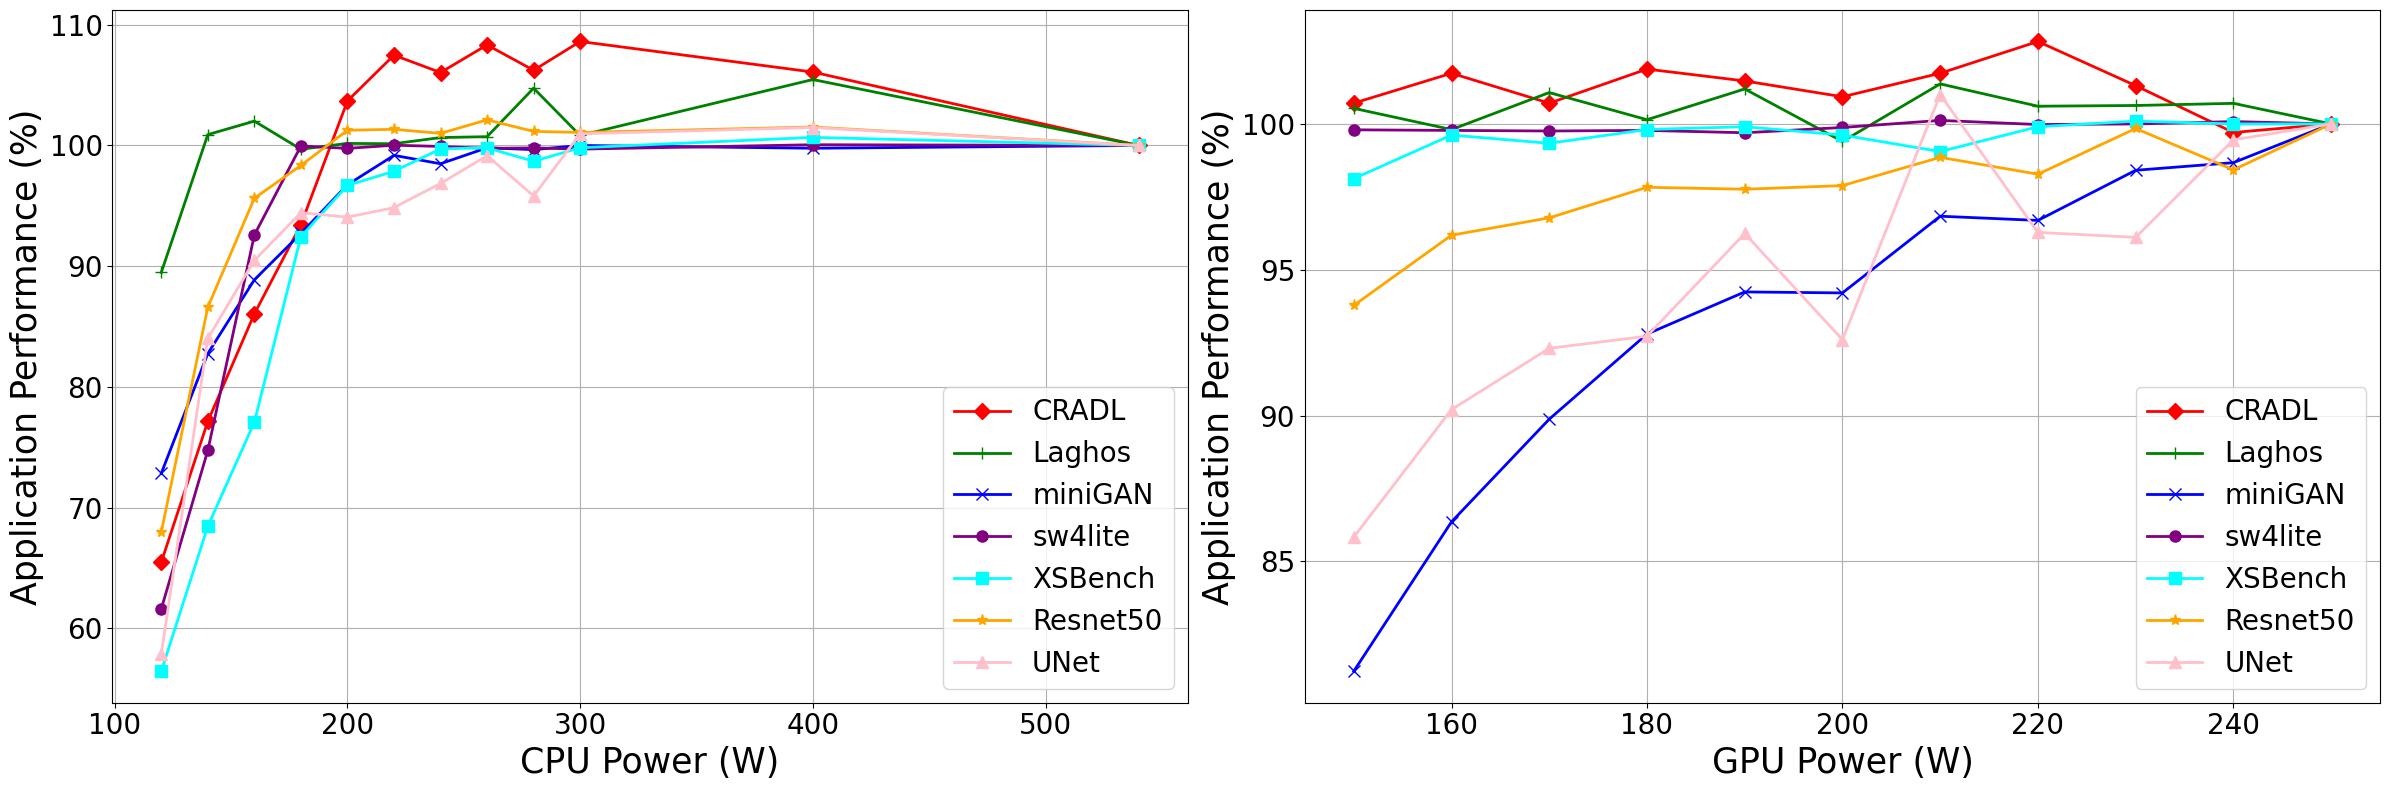 110
100
90
80
70
60
Application Performance (%)
100
200
300
400
500
CPU Power (W)
CRADL
Laghos
miniGAN
sw4lite
XSBench
Resnet50
UNet
100
95
90
85
Application Performance (%)
160
180
200
220
240
GPU Power (W)
CRADL
Laghos
miniGAN
sw4lite
XSBench
Resnet50
UNet